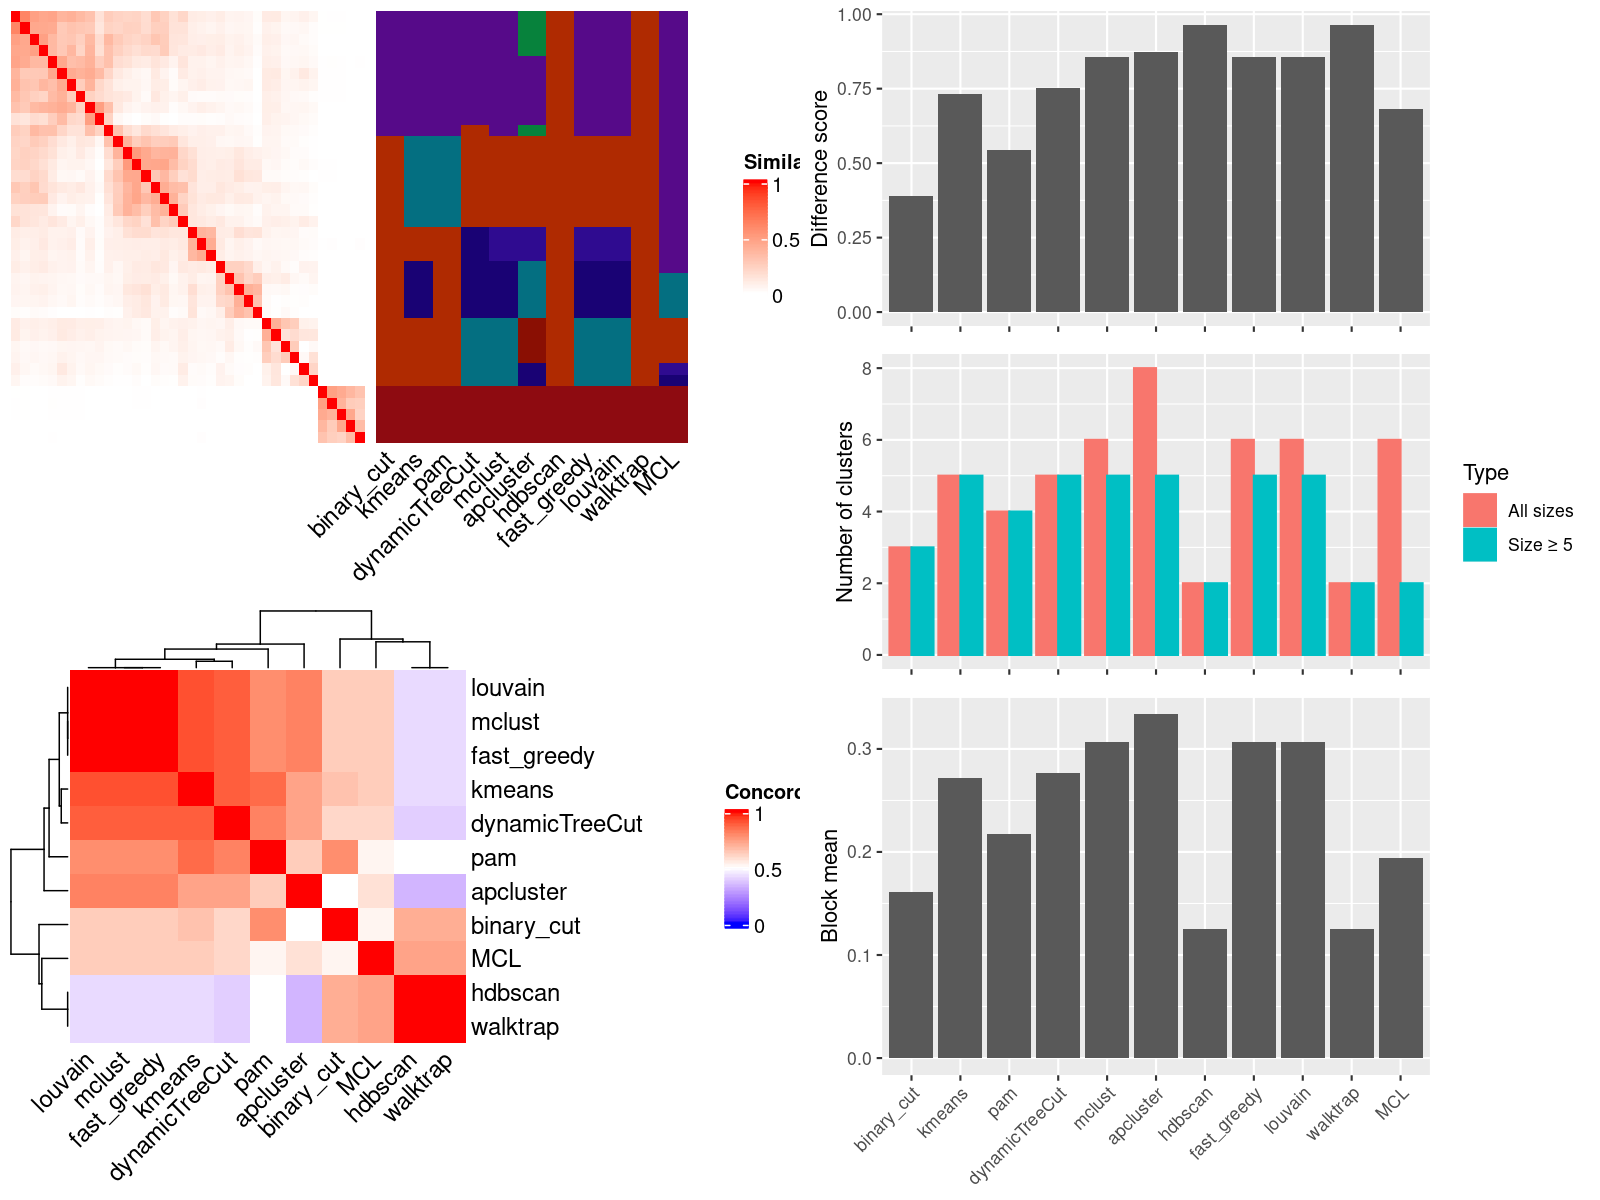 Simila
1
0.5
0
binary_cut
kmeans
pam
dynamicTreeCut
mclust
apcluster
hdbscan
fast_greedy
louvain
walktrap
MCL
louvain
mclust
fast_greedy
kmeans
dynamicTreeCut
pam
apcluster
binary_cut
MCL
hdbscan
walktrap
Concord
1
0.5
0
louvain
mclust
fast_greedy
kmeans
dynamicTreeCut
pam
apcluster
binary_cut
MCL
hdbscan
walktrap
Difference score
1.00
0.75
0.50
0.25
0.00
Number of clusters
8
6
4
2
0
Type
All sizes
Size ≥ 5
Block mean
0.3
0.2
0.1
0.0
binary_cut
kmeans
pam
dynamicTreeCut
mclust
apcluster
hdbscan
fast_greedy
louvain
walktrap
MCL